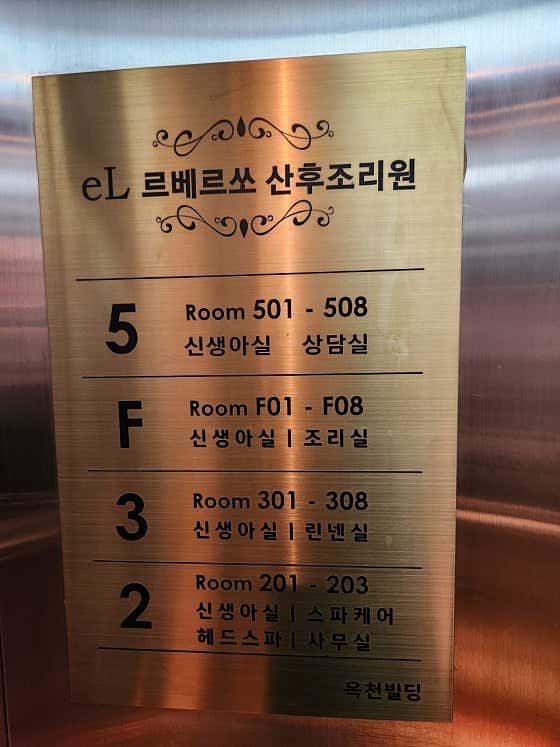 eL 르베르쏘 산후조리원
5
Room 501 - 508
신생아실 상담실
F
Room F01 - F08
신생아실 | 조리실
3
Room 301 - 308
신생아실 | 린넨실
2
Room 201 - 203
신생아실 | 스파케어
헤드스파 | 사무실
옥천빌딩